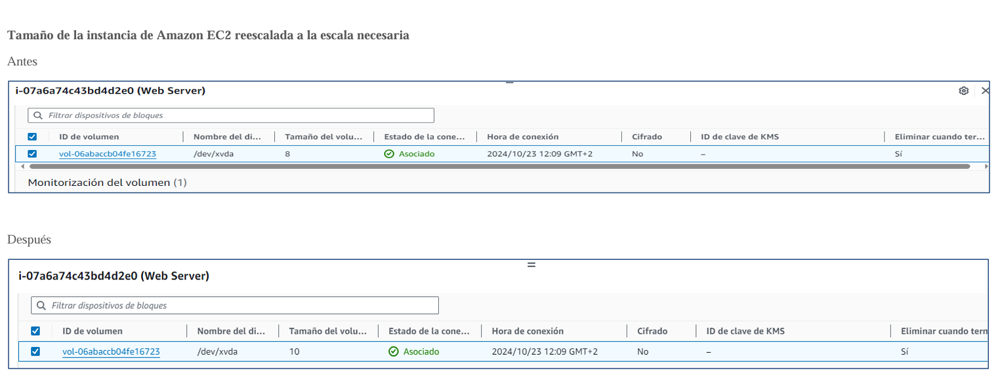 Tamaño de la instancia de Amazon EC2 reescalada a la escala necesaria
Antes
i-07a6a74c43bd4d2e0 (Web Server)
Filtrar dispositivos de bloques
ID de volumen Nombre del di... Tamaño del volu... Estado de la cone... Hora de conexión Cifrado ID de clave de KMS Eliminar cuando ter...
vol-06abaccb04fe16723 /dev/xvda 8 Asociado 2024/10/23 12:09 GMT+2 No – Sí
Monitorización del volumen (1)
Después
i-07a6a74c43bd4d2e0 (Web Server)
Filtrar dispositivos de bloques
ID de volumen Nombre del di... Tamaño del volu... Estado de la cone... Hora de conexión Cifrado ID de clave de KMS Eliminar cuando term
vol-06abaccb04fe16723 /dev/xvda 10 Asociado 2024/10/23 12:09 GMT+2 No – Sí